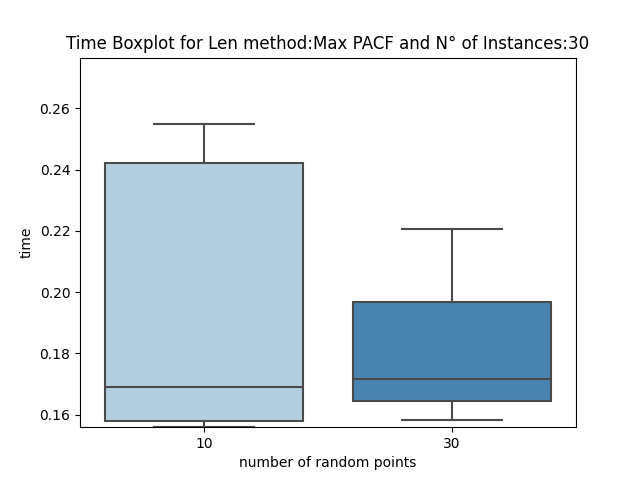 Time Boxplot for Len method:Max PACF and N° of Instances:30
0.26
0.24
0.22
0.20
0.18
0.16
time
10 30
number of random points